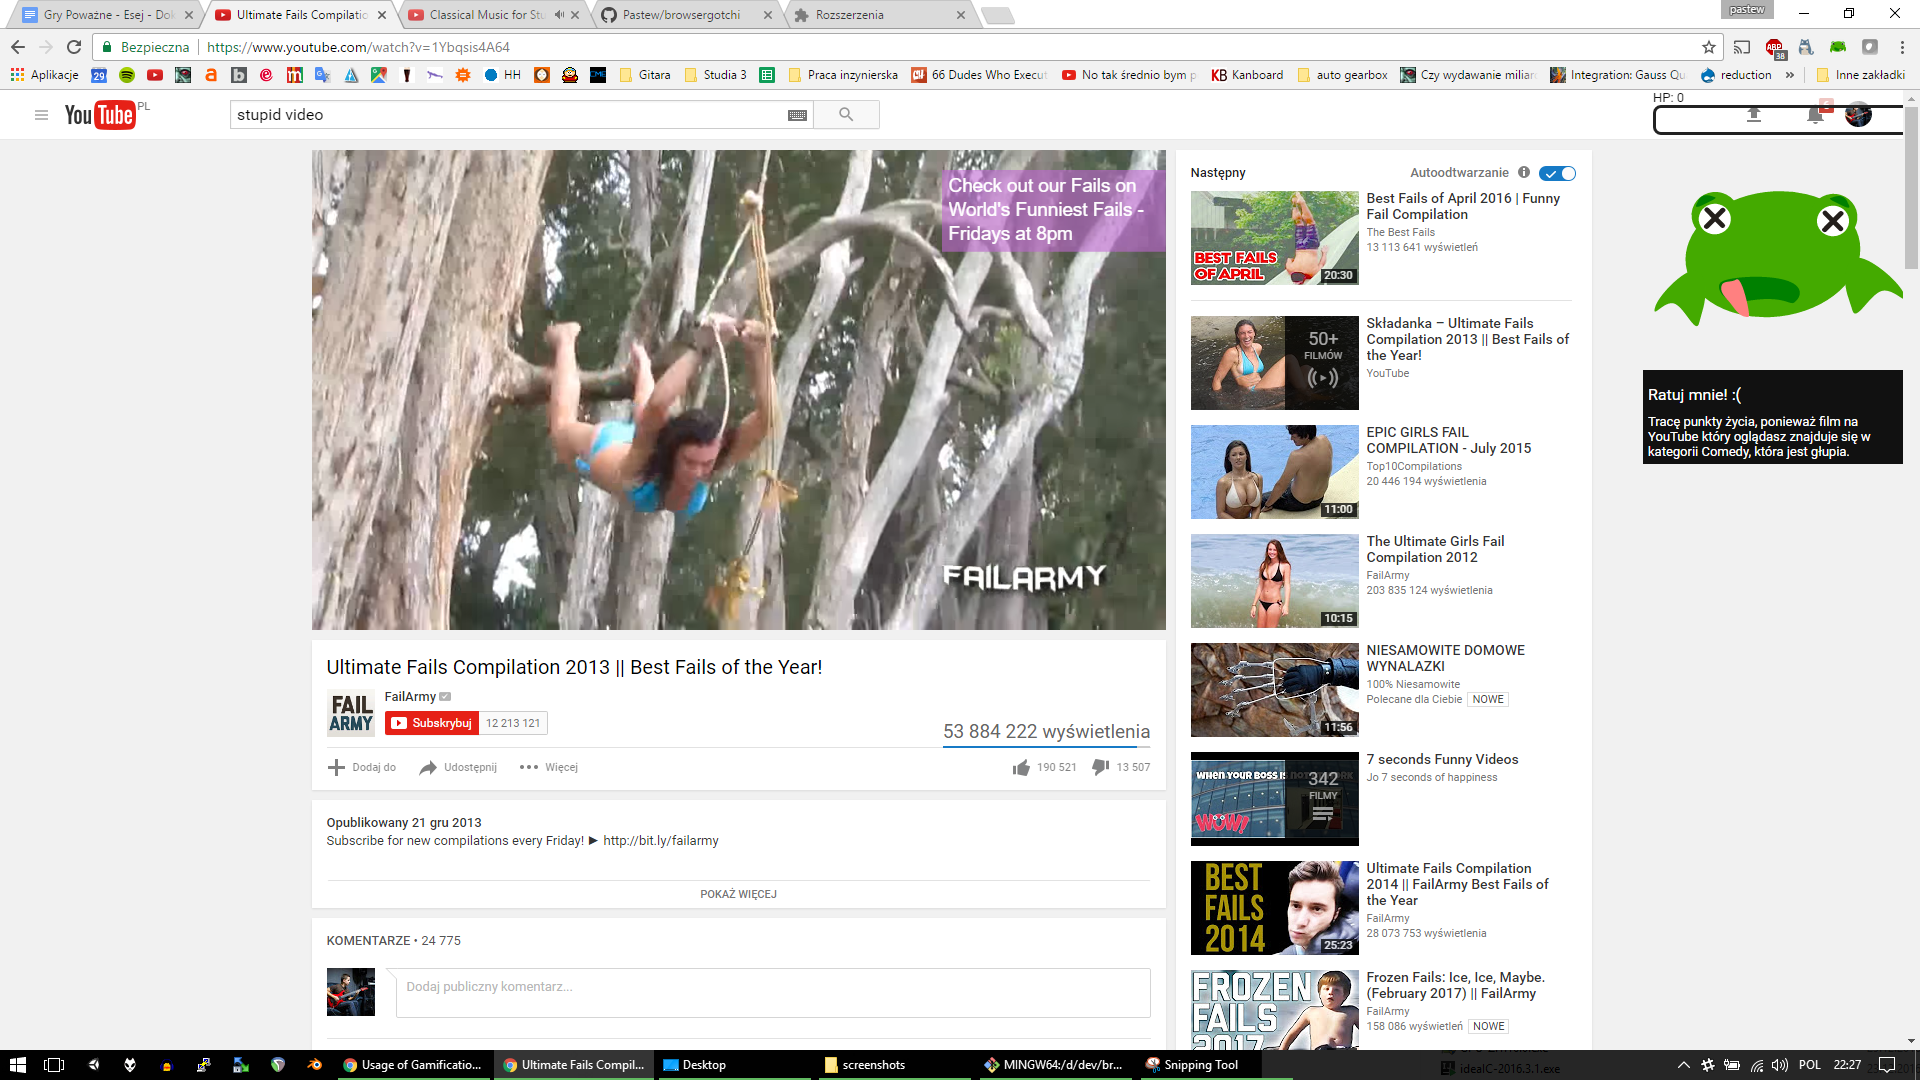 Gry Poważne - Esej - Dok
Ultimate Fails Compilatio
Classical Music for Stu
Pastew/browsergotchi
Rozszerzenia
pastew
Bezpieczna
https://www.youtube.com/watch?v=1Ybqsis4A64
38
Aplikacje
29
HH
Gitara
Studia 3
Praca inzynierska
66 Dudes Who Execut
No tak średnio bym p
KB Kanboard
auto gearbox
Czy wydawanie miliar
Integration: Gauss Qu
reduction
Inne zakładki
YouTube PL
stupid video
HP: 0
Check out our Fails on
World's Funniest Fails -
Fridays at 8pm
FAILARMY
Ultimate Fails Compilation 2013 || Best Fails of the Year!
FAIL
ARMY
FailArmy
Subskrybuj
12 213 121
53 884 222 wyświetlenia
Dodaj do
Udostępnij
Więcej
190 521
13 507
Opublikowany 21 gru 2013
Subscribe for new compilations every Friday! ► http://bit.ly/failarmy
POKAŻ WIĘCEJ
KOMENTARZE • 24 775
Dodaj publiczny komentarz...
Następny
Autoodtwarzanie
BEST FAILS
OF APRIL
20:30
Best Fails of April 2016 | Funny
Fail Compilation
The Best Fails
13 113 641 wyświetleń
50+
FILMÓW
Składanka – Ultimate Fails
Compilation 2013 || Best Fails of
the Year!
YouTube
11:00
EPIC GIRLS FAIL
COMPILATION - July 2015
Top10Compilations
20 446 194 wyświetlenia
10:15
The Ultimate Girls Fail
Compilation 2012
FailArmy
203 835 124 wyświetlenia
11:56
NIESAMOWITE DOMOWE
WYNALAZKI
100% Niesamowite
Polecane dla Ciebie
NOWE
WHEN YOUR BOSS IS
WOW!
342
FILMY
7 seconds Funny Videos
Jo 7 seconds of happiness
BEST
FAILS
2014
25:23
Ultimate Fails Compilation
2014 || FailArmy Best Fails of
the Year
FailArmy
28 073 753 wyświetlenia
FROZEN
FAILS
2017
Frozen Fails: Ice, Ice, Maybe.
(February 2017) || FailArmy
FailArmy
158 086 wyświetleń
NOWE
Ratuj mnie! :(
Tracę punkty życia, ponieważ film na
YouTube który oglądasz znajduje się w
kategorii Comedy, która jest głupia.
Usage of Gamificatio...
Ultimate Fails Compil...
Desktop
screenshots
MINGW64:/d/dev/br...
Snipping Tool
ideaIC-2016.3.1.exe
POL
22:27